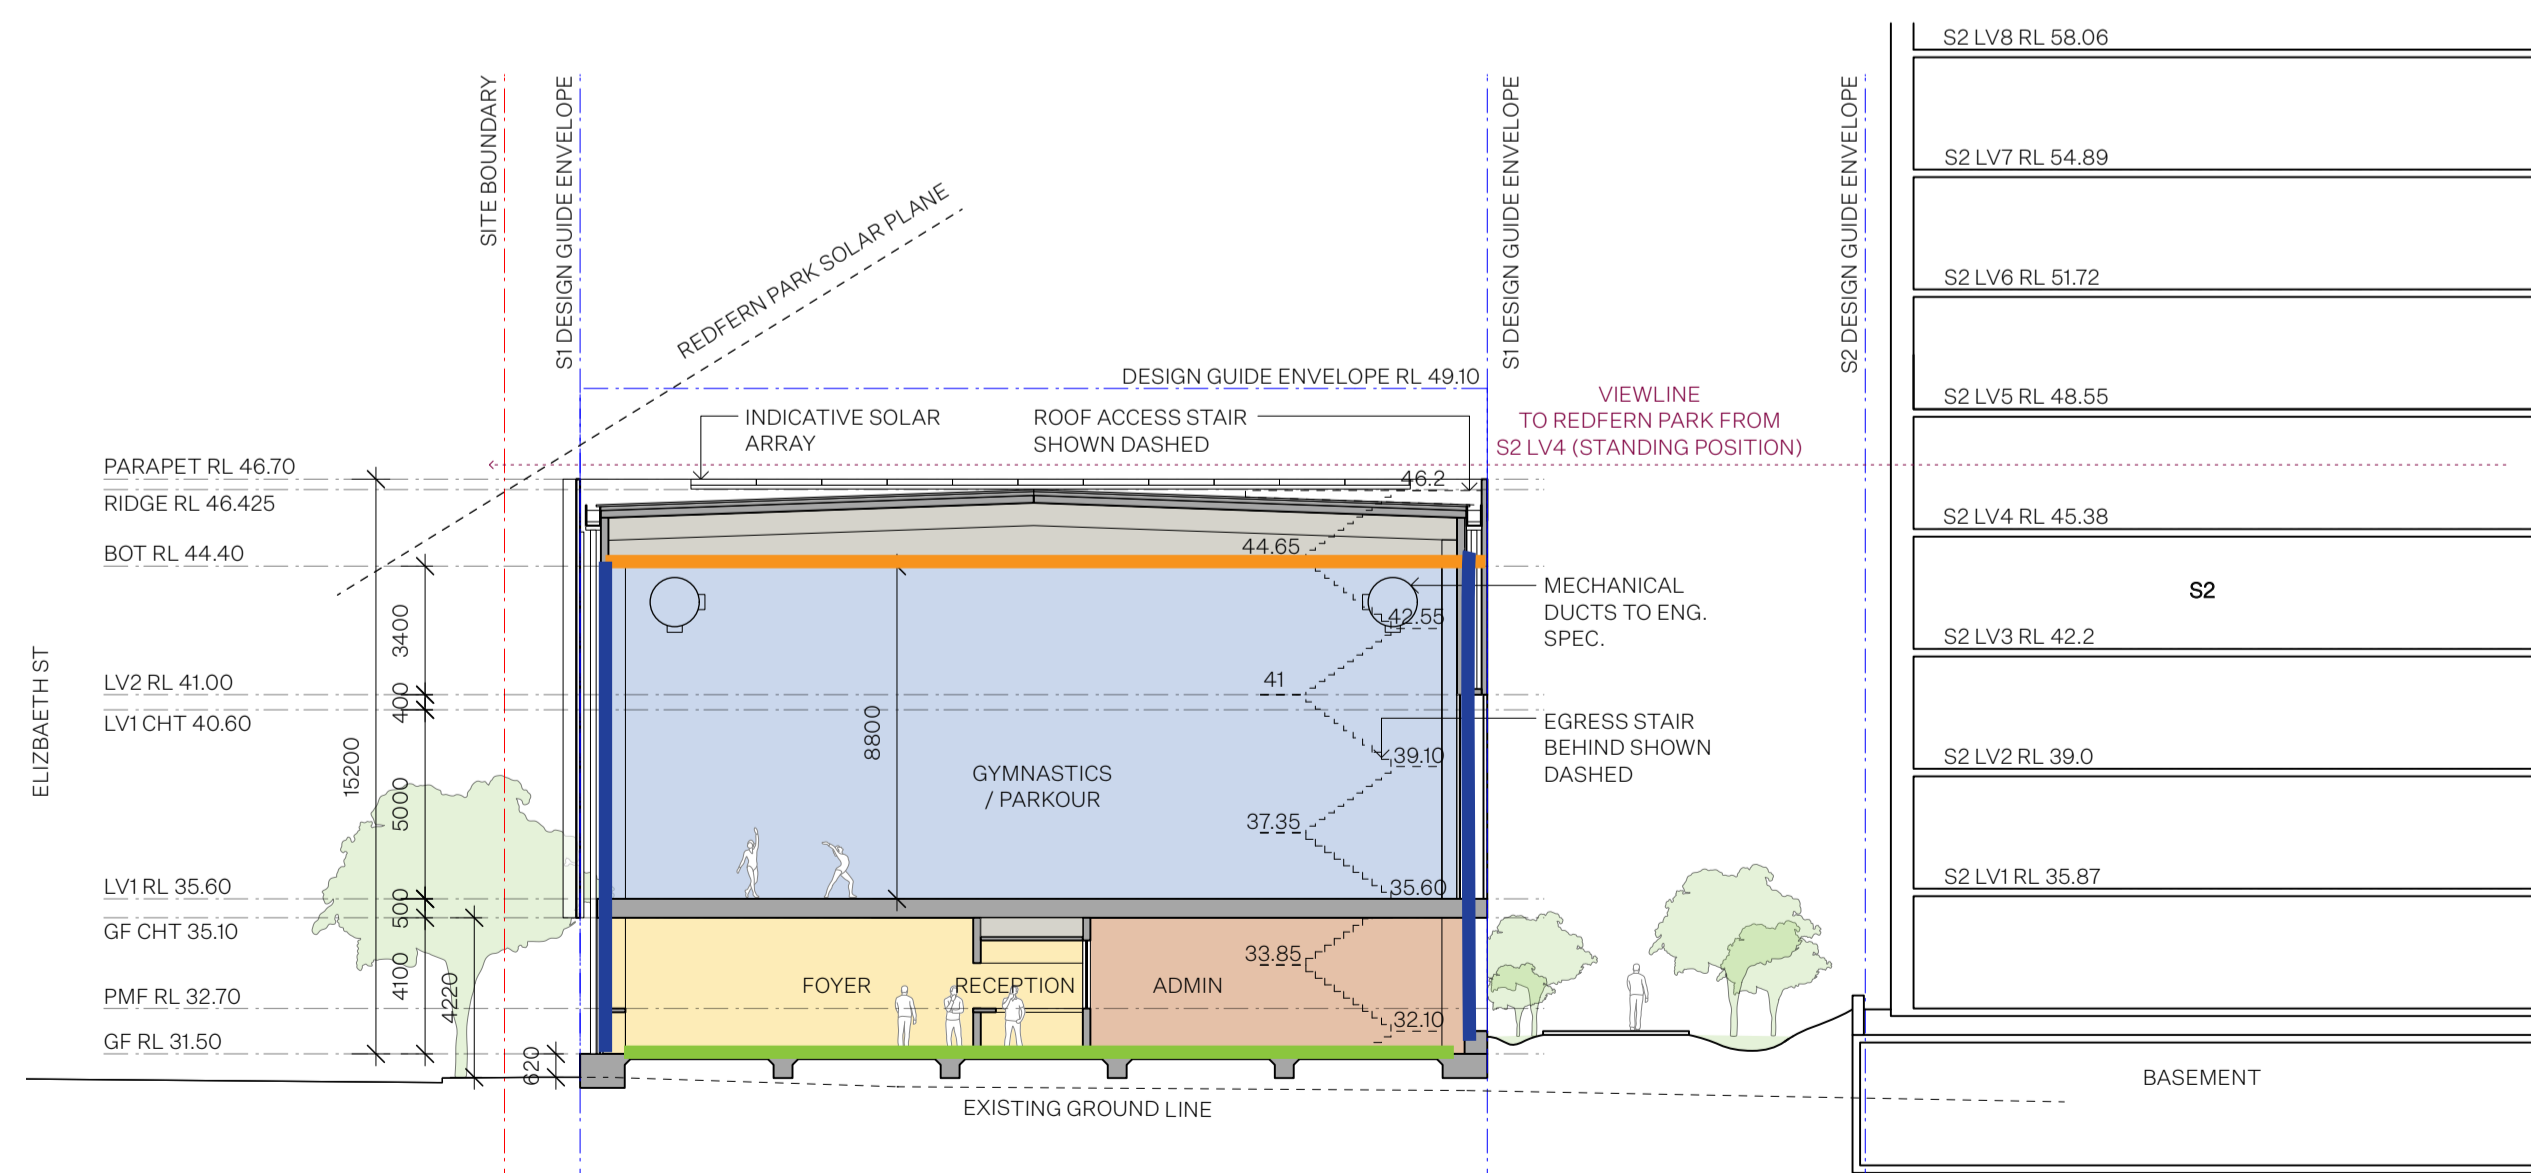 SITE BOUNDARY
S1 DESIGN GUIDE ENVELOPE
REDFERN PARK SOLAR PLANE
S1 DESIGN GUIDE ENVELOPE
S2 DESIGN GUIDE ENVELOPE
S2 LV8 RL 58.06
S2 LV7 RL 54.89
S2 LV6 RL 51.72
S2 LV5 RL 48.55
S2 LV4 RL 45.38
S2
S2 LV3 RL 42.2
S2 LV2 RL 39.0
S2 LV1 RL 35.87
BASEMENT
DESIGN GUIDE ENVELOPE RL 49.10
VIEWLINE
TO REDFERN PARK FROM
S2 LV4 (STANDING POSITION)
INDICATIVE SOLAR
ARRAY
ROOF ACCESS STAIR
SHOWN DASHED
PARAPET RL 46.70
RIDGE RL 46.425
BOT RL 44.40
LV2 RL 41.00
LV1 CHT 40.60
LV1 RL 35.60
GF CHT 35.10
PMF RL 32.70
GF RL 31.50
ELIZBAETH ST
15200
3400
400
5000
500
4100
4220
620
8800
46.2
44.65
42.55
41
39.10
37.35
35.60
33.85
32.10
MECHANICAL
DUCTS TO ENG.
SPEC.
EGRESS STAIR
BEHIND SHOWN
DASHED
GYMNASTICS
/ PARKOUR
FOYER
RECEPTION
ADMIN
EXISTING GROUND LINE